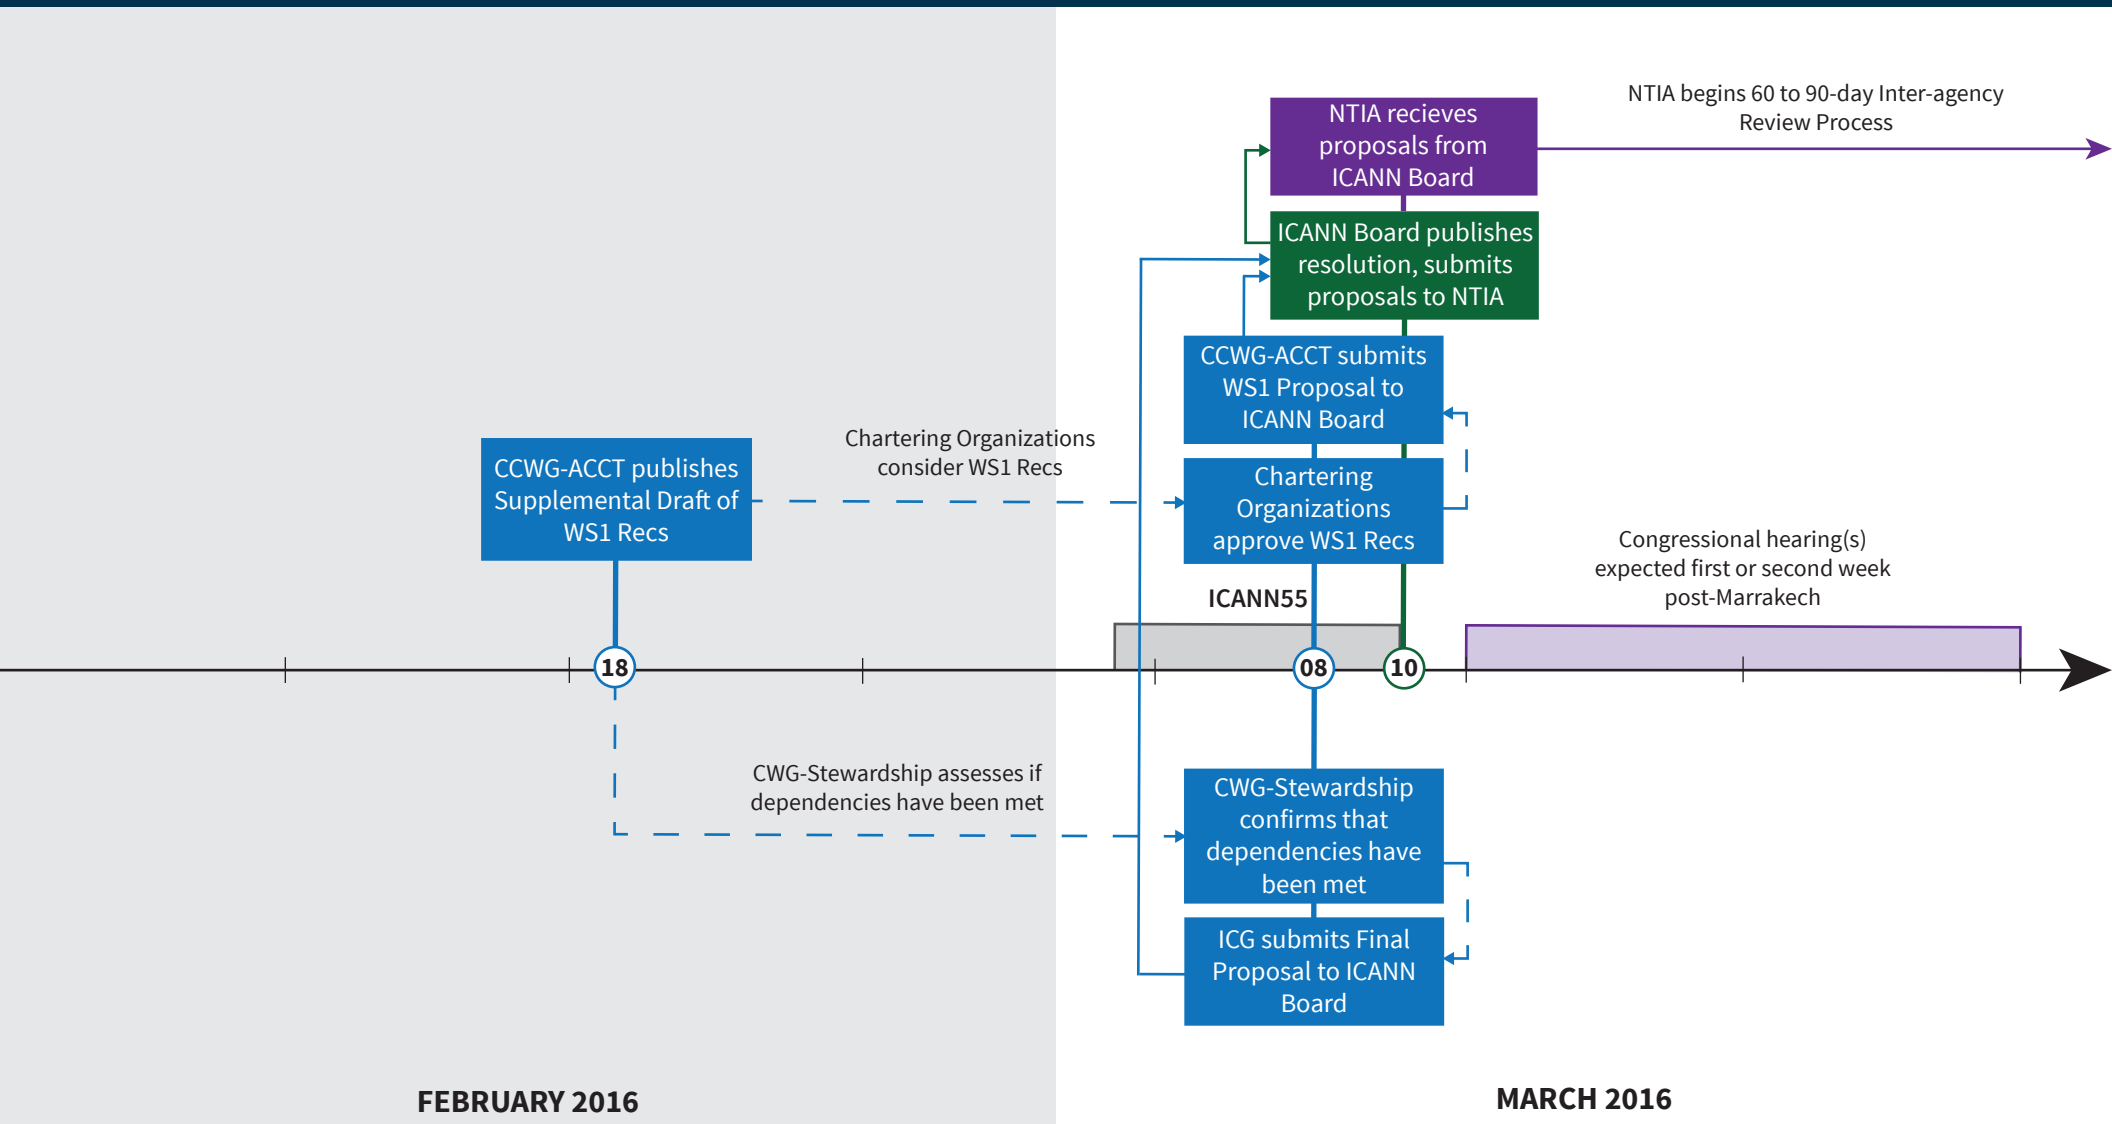 NTIA begins 60 to 90-day Inter-agency
Review Process
NTIA recieves
proposals from
ICANN Board
ICANN Board publishes
resolution, submits
proposals to NTIA
CCWG-ACCT submits
WS1 Proposal to
ICANN Board
Chartering Organizations
consider WS1 Recs
CCWG-ACCT publishes
Supplemental Draft of
WS1 Recs
Chartering
Organizations
approve WS1 Recs
Congressional hearing(s)
expected first or second week
post-Marrakech
ICANN55
18
08
10
CWG-Stewardship assesses if
dependencies have been met
CWG-Stewardship
confirms that
dependencies have
been met
ICG submits Final
Proposal to ICANN
Board
FEBRUARY 2016
MARCH 2016